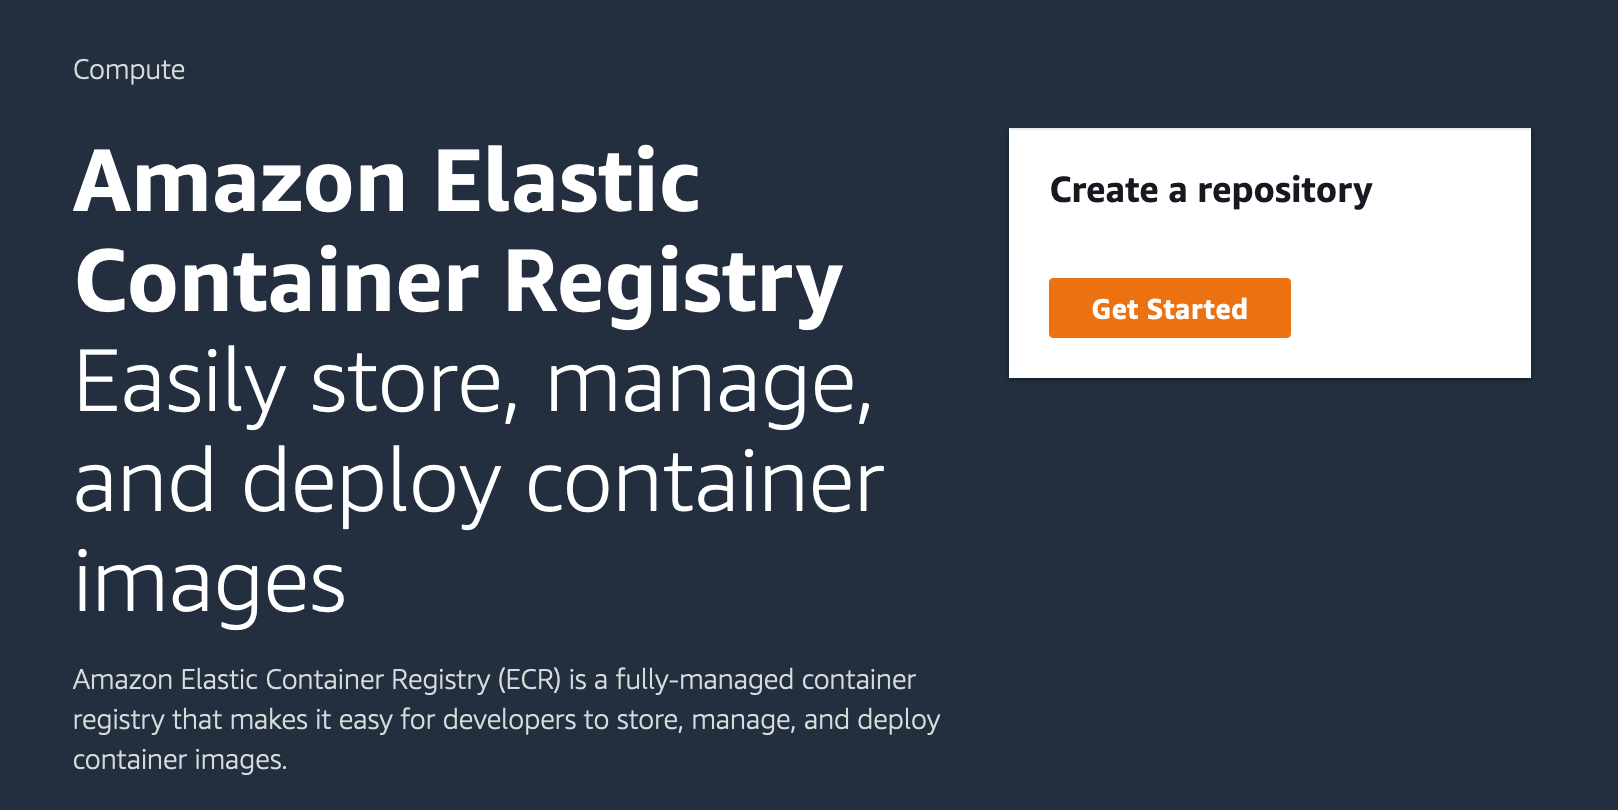 Compute
Amazon Elastic
Container Registry
Easily store, manage,
and deploy container
images
Amazon Elastic Container Registry (ECR) is a fully-managed container
registry that makes it easy for developers to store, manage, and deploy
container images.
Create a repository
Get Started